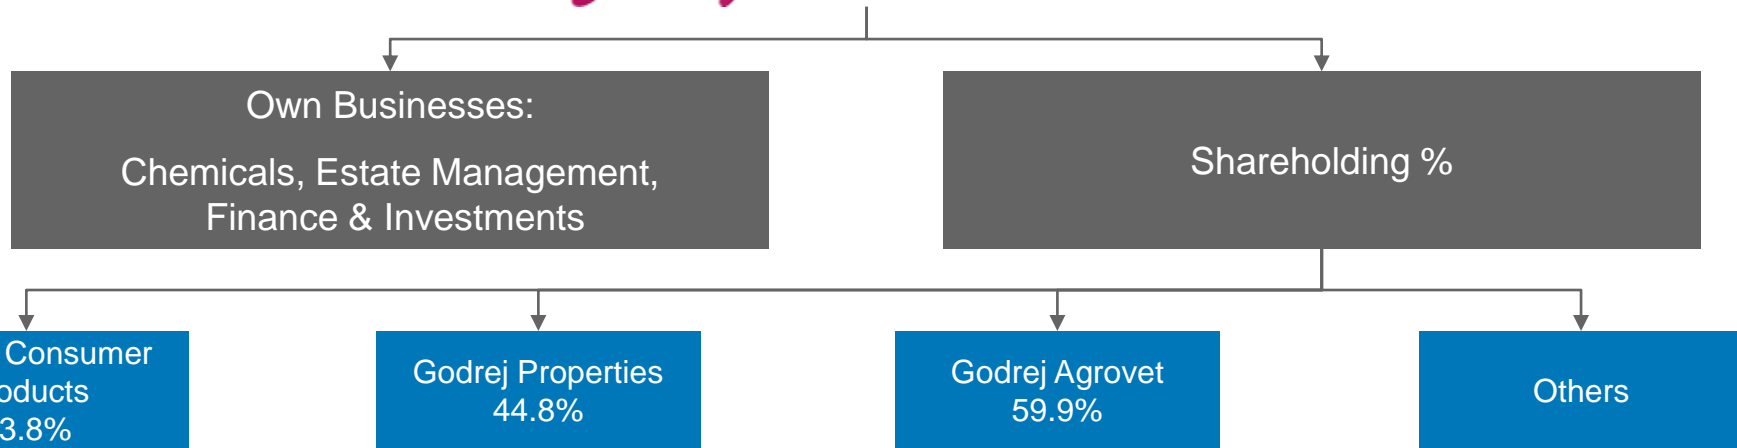 Own Businesses:
Chemicals, Estate Management,
Finance & Investments
Shareholding %
Consumer
Godrej Properties
44.8%
Godrej Agrovet
59.9%
Others